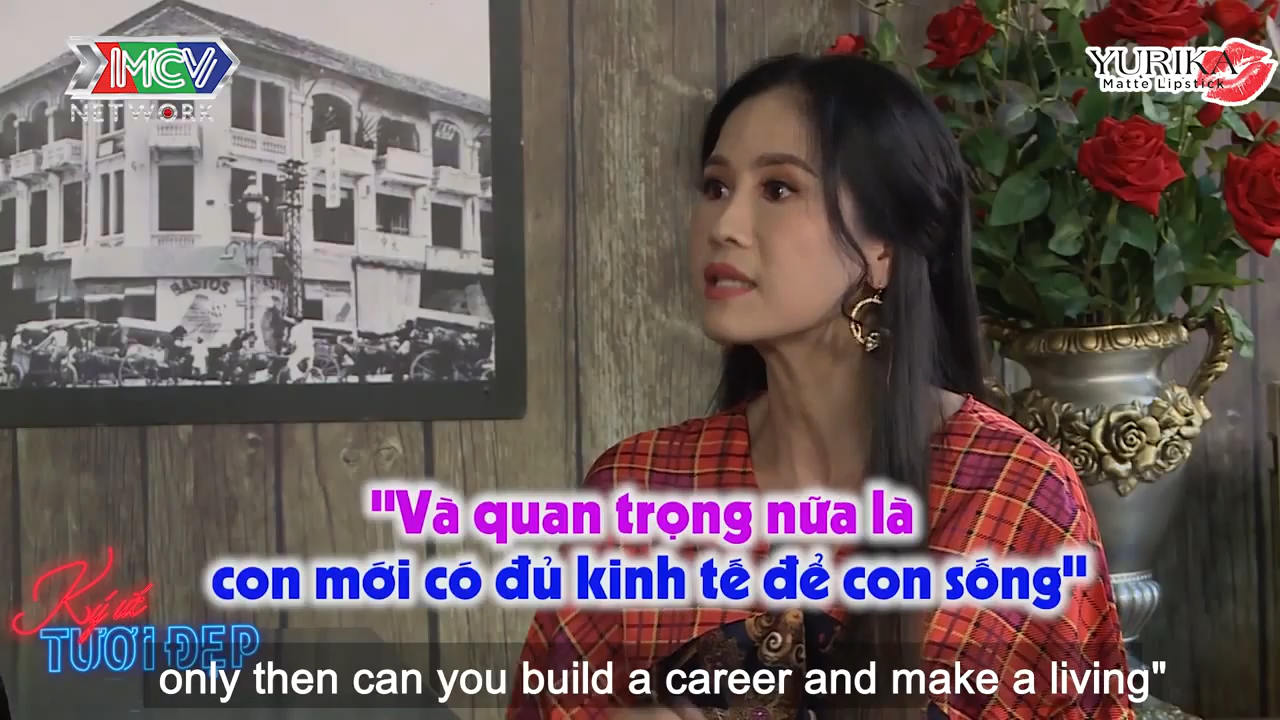 MCV
NETWORK
YURIKA
Matte Lipstick
BASTOS
"Và quan trọng nữa là
con mới có đủ kinh tế để con sống"
Ký ức
TƯƠI ĐẸP
only then can you build a career and make a living"